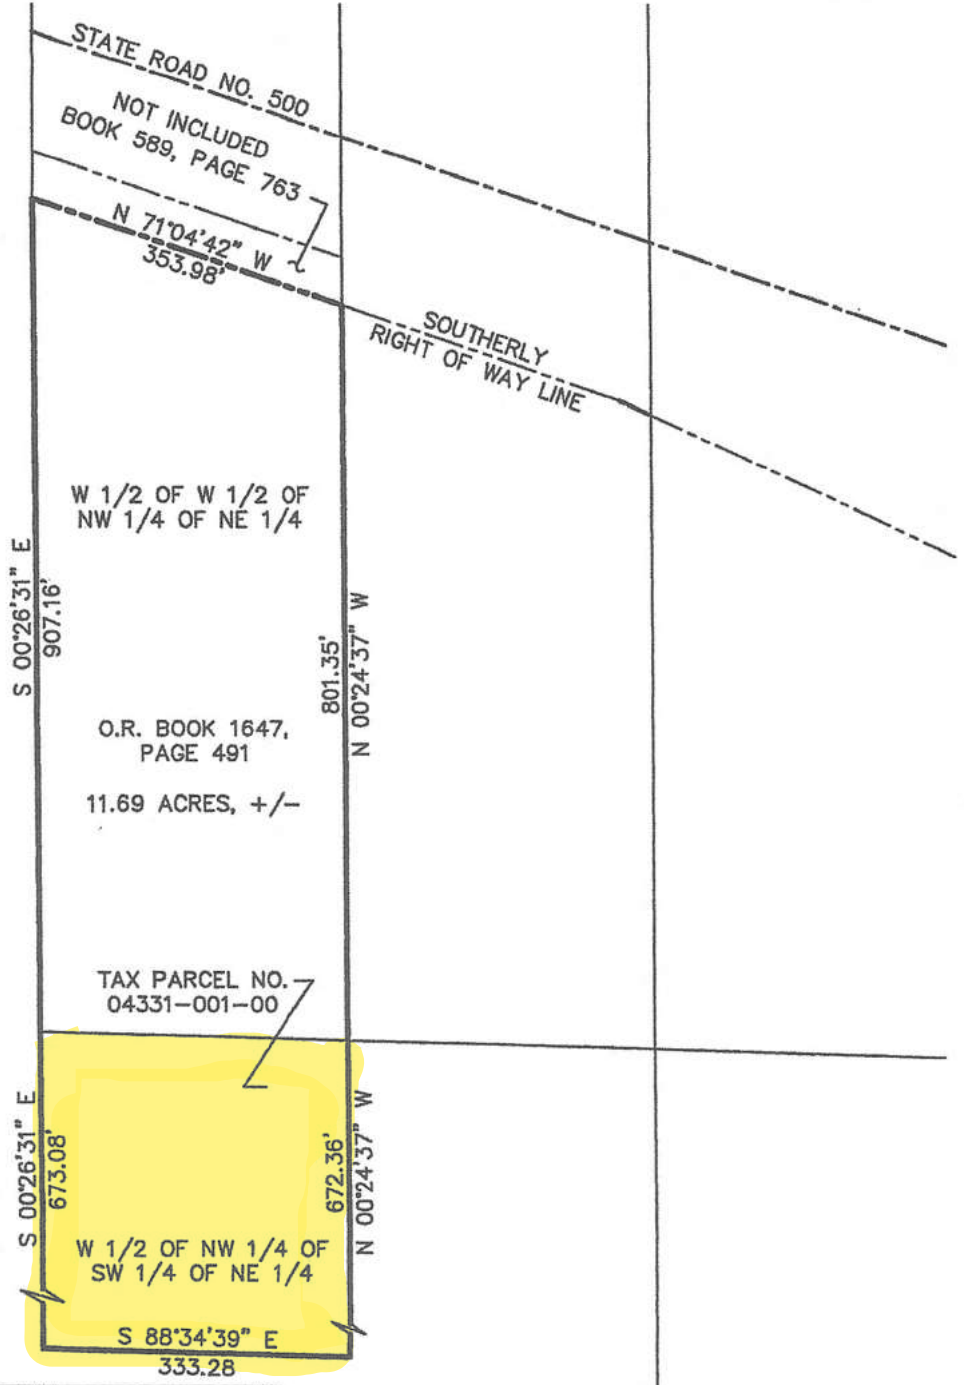 STATE ROAD NO. 500
NOT INCLUDED
BOOK 589, PAGE 763
N 71°04'42" W
353.98'
SOUTHERLY
RIGHT OF WAY LINE
W 1/2 OF W 1/2 OF
NW 1/4 OF NE 1/4
S 00°26'31" E
907.16'
801.35'
N 00°24'37" W
O.R. BOOK 1647,
PAGE 491
11.69 ACRES, +/-
TAX PARCEL NO.
04331-001-00
S 00°26'31" E
673.08'
672.36'
N 00°24'37" W
W 1/2 OF NW 1/4 OF
SW 1/4 OF NE 1/4
S 88°34'39" E
333.28